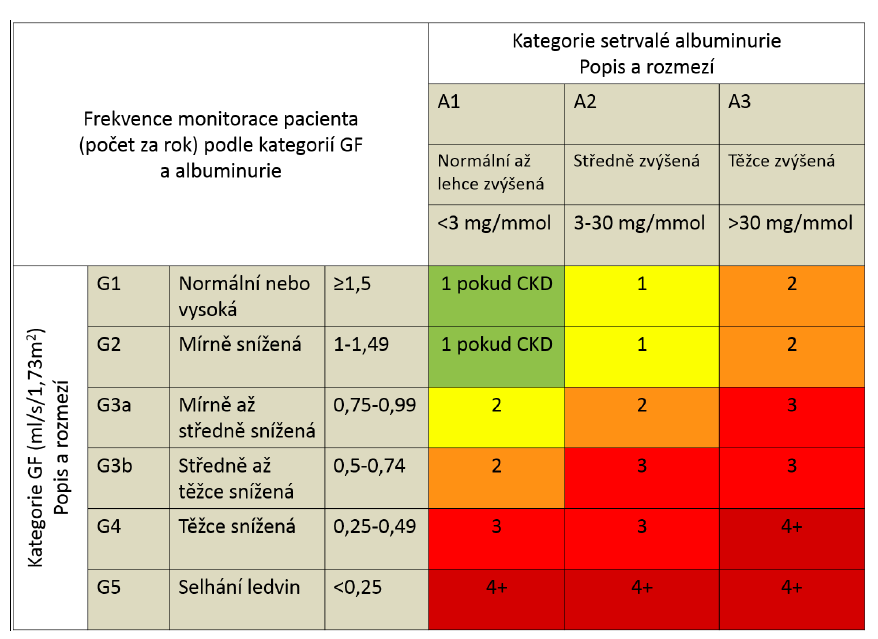 Frekvence monitorace pacienta
(počet za rok) podle kategorií GF
a albuminurie
Kategorie setrvalé albuminurie
Popis a rozmezí
A1 A2 A3
Normální až
lehce zvýšená
Středně zvýšená
Těžce zvýšená
<3 mg/mmol 3-30 mg/mmol >30 mg/mmol
Kategorie GF (ml/s/1,73m²)
Popis a rozmezí
G1 Normální nebo
vysoká
≥1,5 1 pokud CKD 1 2
G2 Mírně snížená 1-1,49 1 pokud CKD 1 2
G3a Mírně až
středně snížená
0,75-0,99 2 2 3
G3b Středně až
těžce snížená
0,5-0,74 2 3 3
G4 Těžce snížená 0,25-0,49 3 3 4+
G5 Selhání ledvin <0,25 4+ 4+ 4+